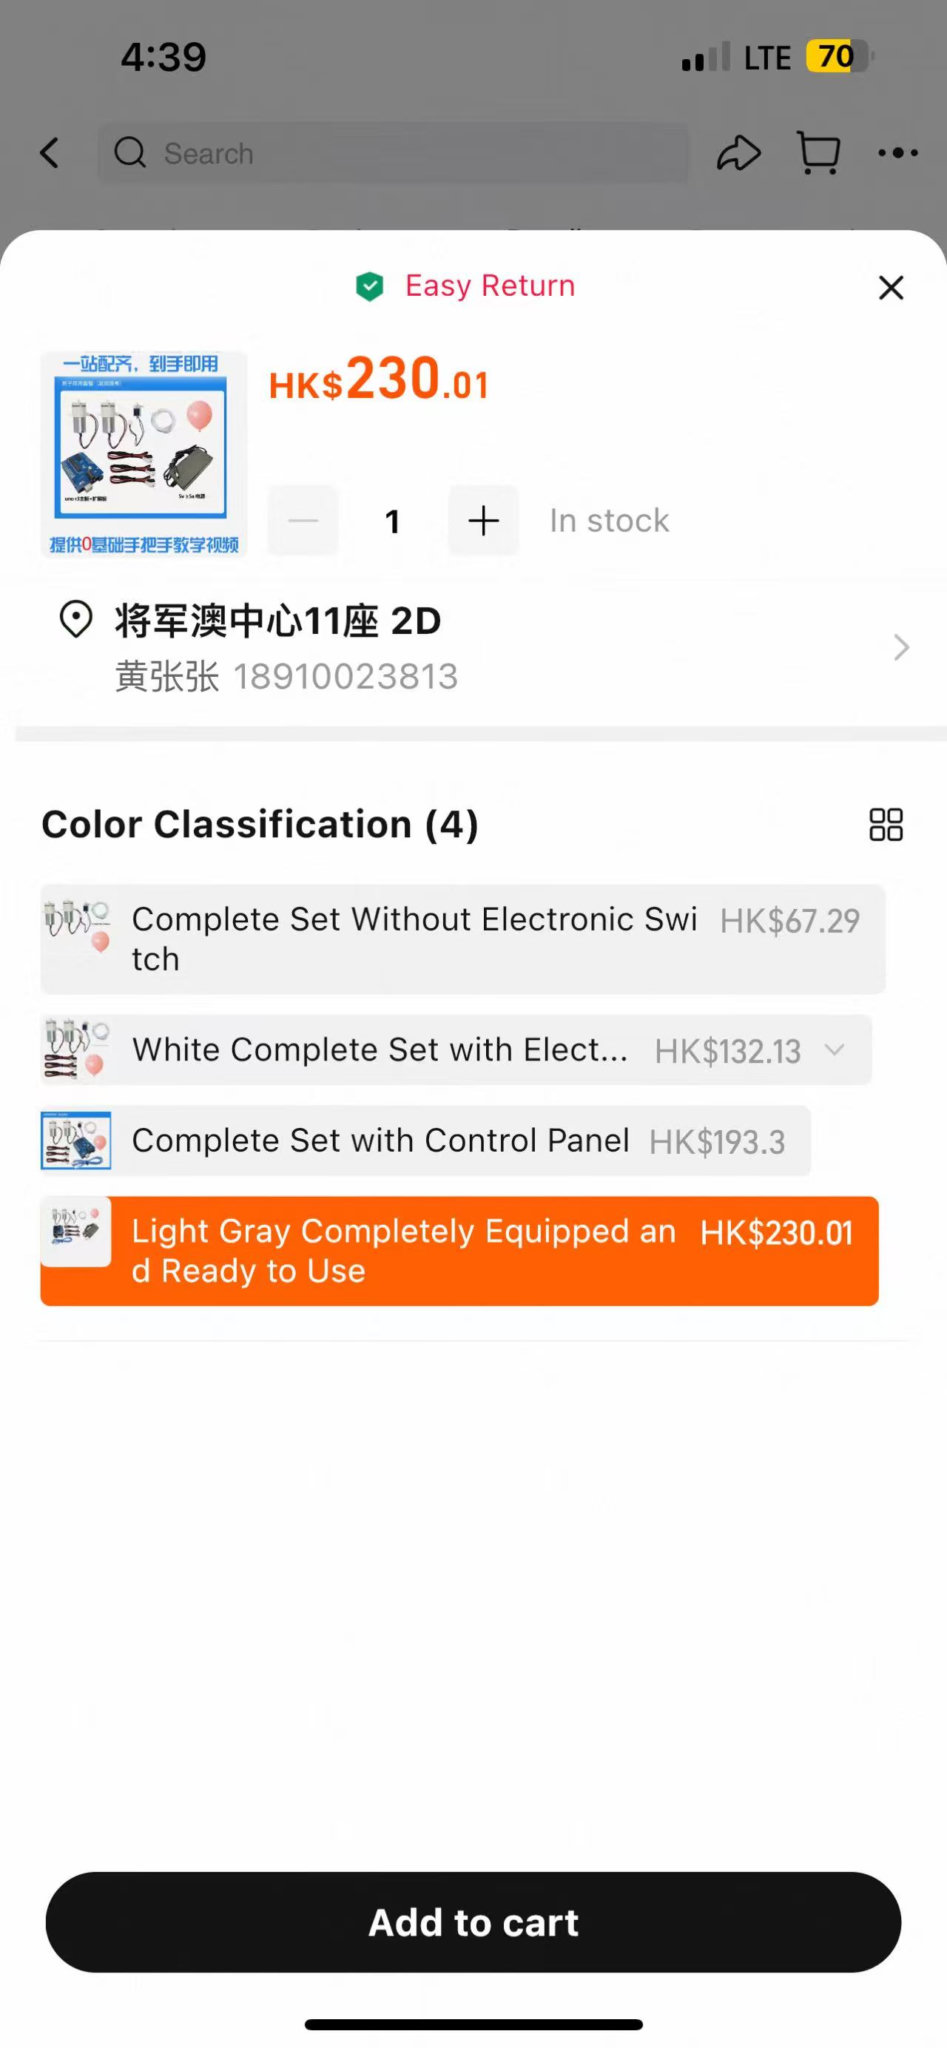 4:39
LTE 70
Search
Easy Return
一站配齐，到手即用
HK$230.01
5v ≥5a 电源
提供0基础手把手教学视频
1
In stock
将军澳中心11座 2D
黄张张 18910023813
Color Classification (4)
Complete Set Without Electronic Swi HK$67.29
tch
White Complete Set with Elect... HK$132.13
Complete Set with Control Panel HK$193.3
Light Gray Completely Equipped an HK$230.01
d Ready to Use
Add to cart